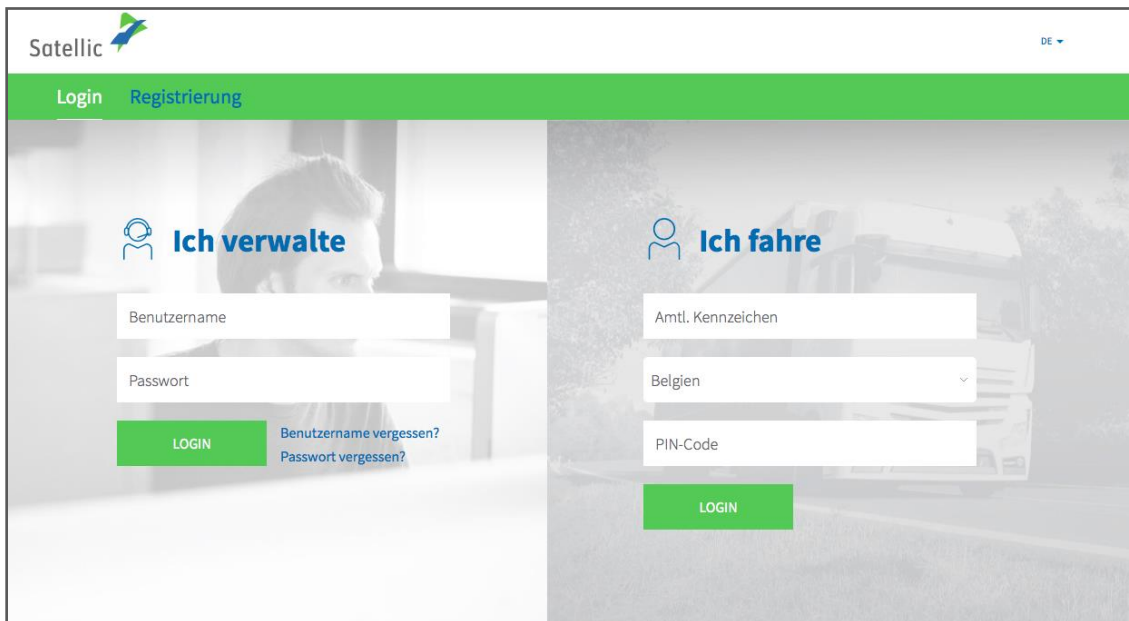 Satellic
DE
Login Registrierung
Ich verwalte
Benutzername
Passwort
LOGIN
Benutzername vergessen?
Passwort vergessen?
Ich fahre
Amtl. Kennzeichen
Belgien
PIN-Code
LOGIN